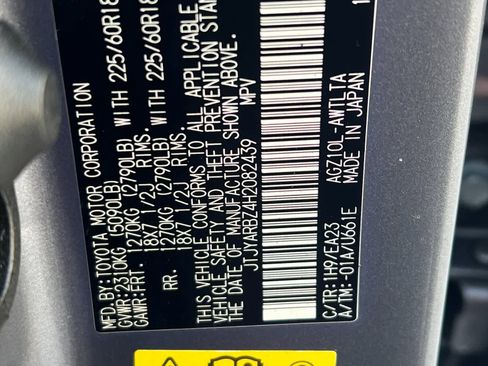 MFD.BY:TOYOTA MOTOR CORPORATION
GVWR:2310KG (5090LB)
GAWR:FRT. 1270KG (2790LB) WITH 225/60R18
18X7 1/2J RIMS.
RR. 1270KG (2790LB) WITH 225/60R18
18X7 1/2J RIMS.
THIS VEHICLE CONFORMS TO ALL APPLICABLE
VEHICLE SAFETY AND THEFT PREVENTION STAN
OF MANUFACTURE SHOWN ABOVE.
JTJYARBZ4H2082439 MPV
AGZ10L-AWTLTA
C/TR:1H9/EA23 MADE IN JAPAN
A/TM:-01A/U661E